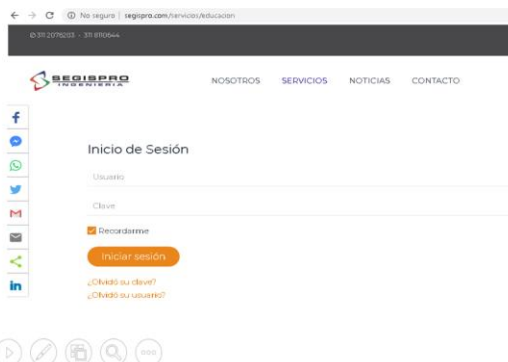 No seguro | segispro.com/servicios/educacion
311 2076203 - 311 8110644
SEGISPRO
INGENIERIA
NOSOTROS SERVICIOS NOTICIAS CONTACTO
Inicio de Sesión
Usuario
Clave
Recordarme
Iniciar sesión
¿Olvidó su clave?
¿Olvidó su usuario?